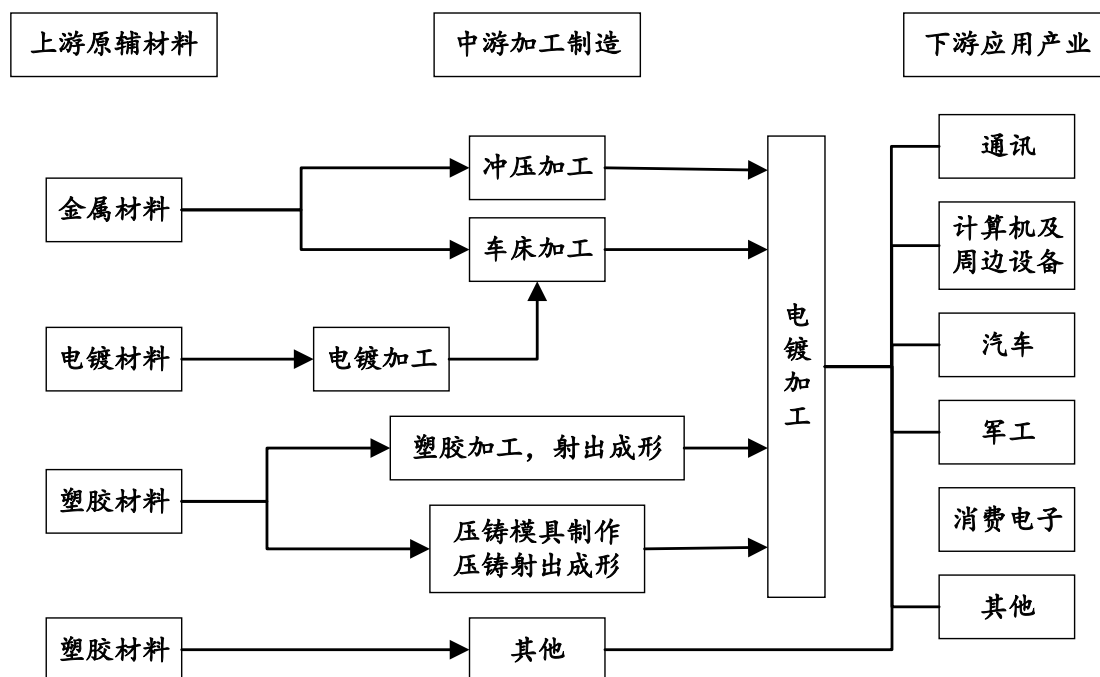 上游原辅材料
中游加工制造
下游应用产业
金属材料
电镀材料
塑胶材料
塑胶材料
冲压加工
车床加工
电镀加工
塑胶加工，射出成形
压铸模具制作
压铸射出成形
其他
电镀加工
通讯
计算机及
周边设备
汽车
军工
消费电子
其他